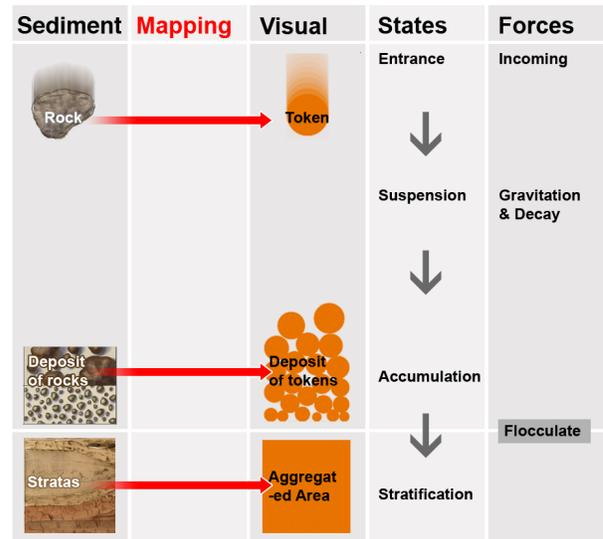 Sediment Mapping Visual States Forces
Entrance Incoming
Rock Token
Suspension Gravitation
& Decay
Deposit
of rocks
Deposit
of tokens
Accumulation
Flocculate
Stratas
Aggregat
-ed Area
Stratification